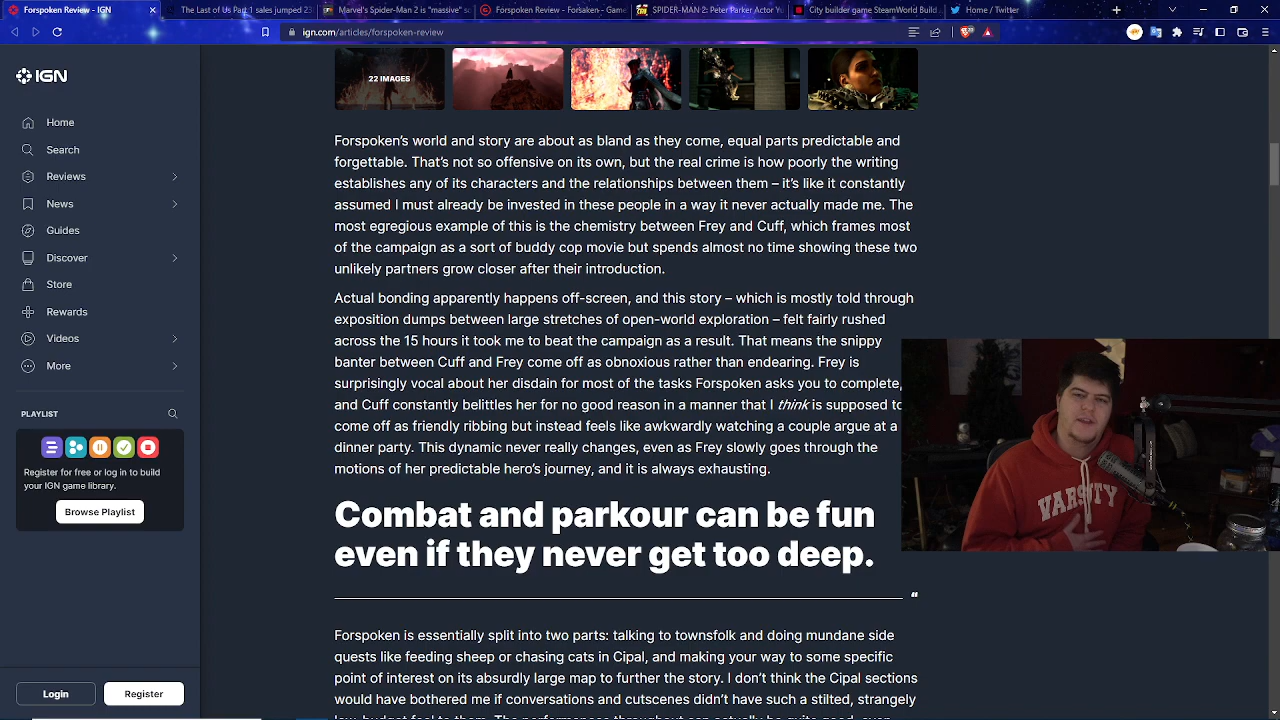 Forspoken Review - IGN
The Last of Us Part 1 sales jumped 23
Marvel's Spider-Man 2 is "massive" s
Forspoken Review - Forsaken - Game
SPIDER-MAN 2: Peter Parker Actor Yu
City builder game SteamWorld Build
Home / Twitter
ign.com/articles/forspoken-review
IGN
Home
Search
Reviews
News
Guides
Discover
Store
Rewards
Videos
More
PLAYLIST
Register for free or log in to build
your IGN game library.
Browse Playlist
Login
Register
22 IMAGES
Forspoken's world and story are about as bland as they come, equal parts predictable and
forgettable. That's not so offensive on its own, but the real crime is how poorly the writing
establishes any of its characters and the relationships between them – it's like it constantly
assumed I must already be invested in these people in a way it never actually made me. The
most egregious example of this is the chemistry between Frey and Cuff, which frames most
of the campaign as a sort of buddy cop movie but spends almost no time showing these two
unlikely partners grow closer after their introduction.
Actual bonding apparently happens off-screen, and this story – which is mostly told through
exposition dumps between large stretches of open-world exploration – felt fairly rushed
across the 15 hours it took me to beat the campaign as a result. That means the snippy
banter between Cuff and Frey come off as obnoxious rather than endearing. Frey is
surprisingly vocal about her disdain for most of the tasks Forspoken asks you to complete,
and Cuff constantly belittles her for no good reason in a manner that I think is supposed to
come off as friendly ribbing but instead feels like awkwardly watching a couple argue at a
dinner party. This dynamic never really changes, even as Frey slowly goes through the
motions of her predictable hero's journey, and it is always exhausting.
Combat and parkour can be fun
even if they never get too deep.
“
Forspoken is essentially split into two parts: talking to townsfolk and doing mundane side
quests like feeding sheep or chasing cats in Cipal, and making your way to some specific
point of interest on its absurdly large map to further the story. I don't think the Cipal sections
would have bothered me if conversations and cutscenes didn't have such a stilted, strangely
low-budget feel to them. The performances throughout can actually be quite good, even
VARSITY